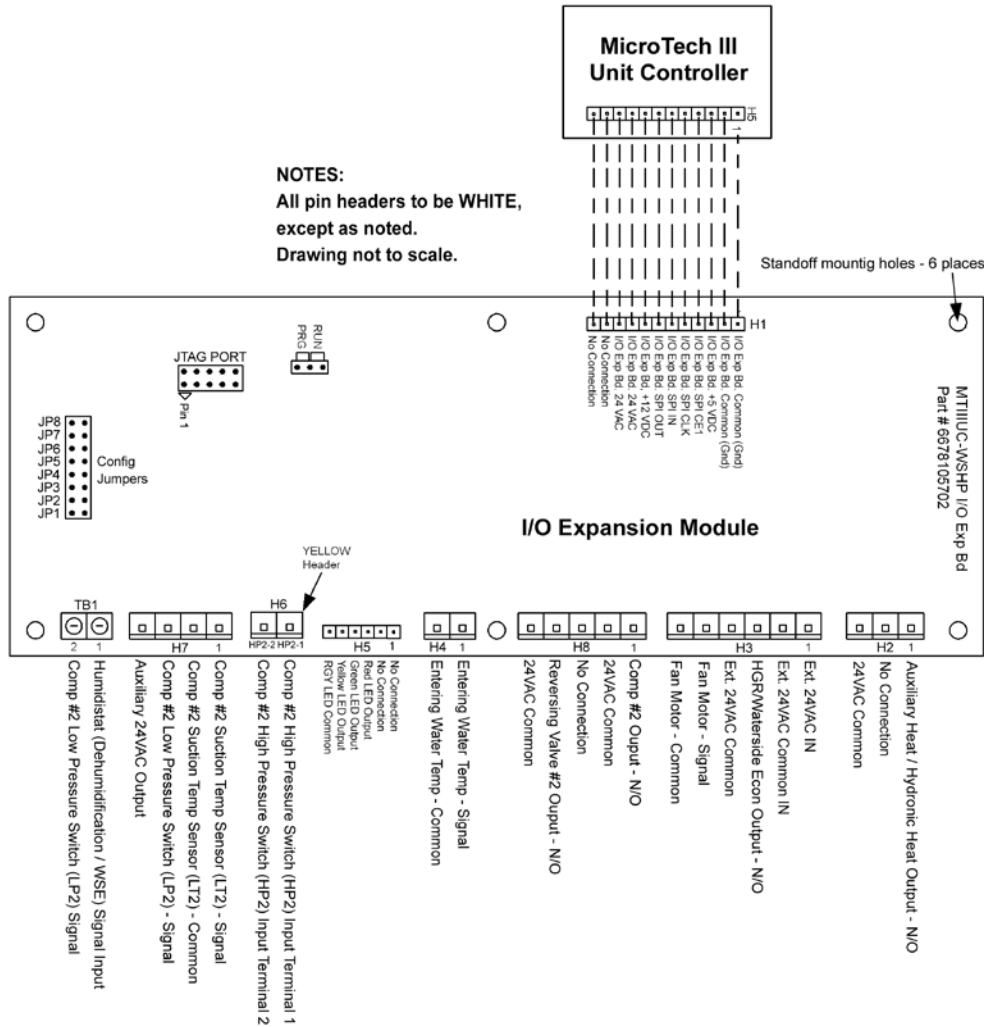 MicroTech III
Unit Controller
H5
1
NOTES:
All pin headers to be WHITE,
except as noted.
Drawing not to scale.
Standoff mountig holes - 6 places
H1
No Connection
No Connection
I/O Exp Bd. 24 VAC
I/O Exp Bd. 24 VAC
I/O Exp Bd. +12 VDC
I/O Exp Bd. SPI OUT
I/O Exp Bd. SPI IN
I/O Exp Bd. SPI CLK
I/O Exp Bd. SPI CE1
I/O Exp Bd. +5 VDC
I/O Exp Bd. Common (Gnd)
I/O Exp Bd. Common (Gnd)
PRG
RUN
JTAG PORT
Pin 1
JP8
JP7
JP6
JP5
JP4
JP3
JP2
JP1
Config
Jumpers
I/O Expansion Module
MTIIIUC-WSHP I/O Exp Bd
Part # 6678105702
YELLOW
Header
TB1
2
1
Comp #2 Low Pressure Switch (LP2) Signal
Humidistat (Dehumidification / WSE) Signal Input
H7
1
Auxiliary 24VAC Output
Comp #2 Low Pressure Switch (LP2) - Signal
Comp #2 Suction Temp Sensor (LT2) - Common
Comp #2 Suction Temp Sensor (LT2) - Signal
H6
HP2-2
HP2-1
Comp #2 High Pressure Switch (HP2) Input Terminal 2
Comp #2 High Pressure Switch (HP2) Input Terminal 1
H5
1
RGY LED Common
Yellow LED Output
Green LED Output
Red LED Output
No Connection
No Connection
H4
1
Entering Water Temp - Common
Entering Water Temp - Signal
H8
1
24VAC Common
Reversing Valve #2 Ouput - N/O
No Connection
24VAC Common
Comp #2 Ouput - N/O
H3
1
Fan Motor - Common
Fan Motor - Signal
Ext. 24VAC Common
HGR/Waterside Econ Output - N/O
Ext. 24VAC Common IN
Ext. 24VAC IN
H2
1
24VAC Common
No Connection
Auxiliary Heat / Hydronic Heat Output - N/O